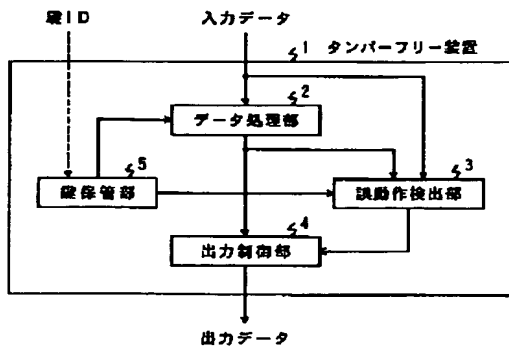 鍵ID
入力データ
1 タンパーフリー装置
2
データ処理部
5
鍵保管部
3
誤動作検出部
4
出力制御部
出力データ